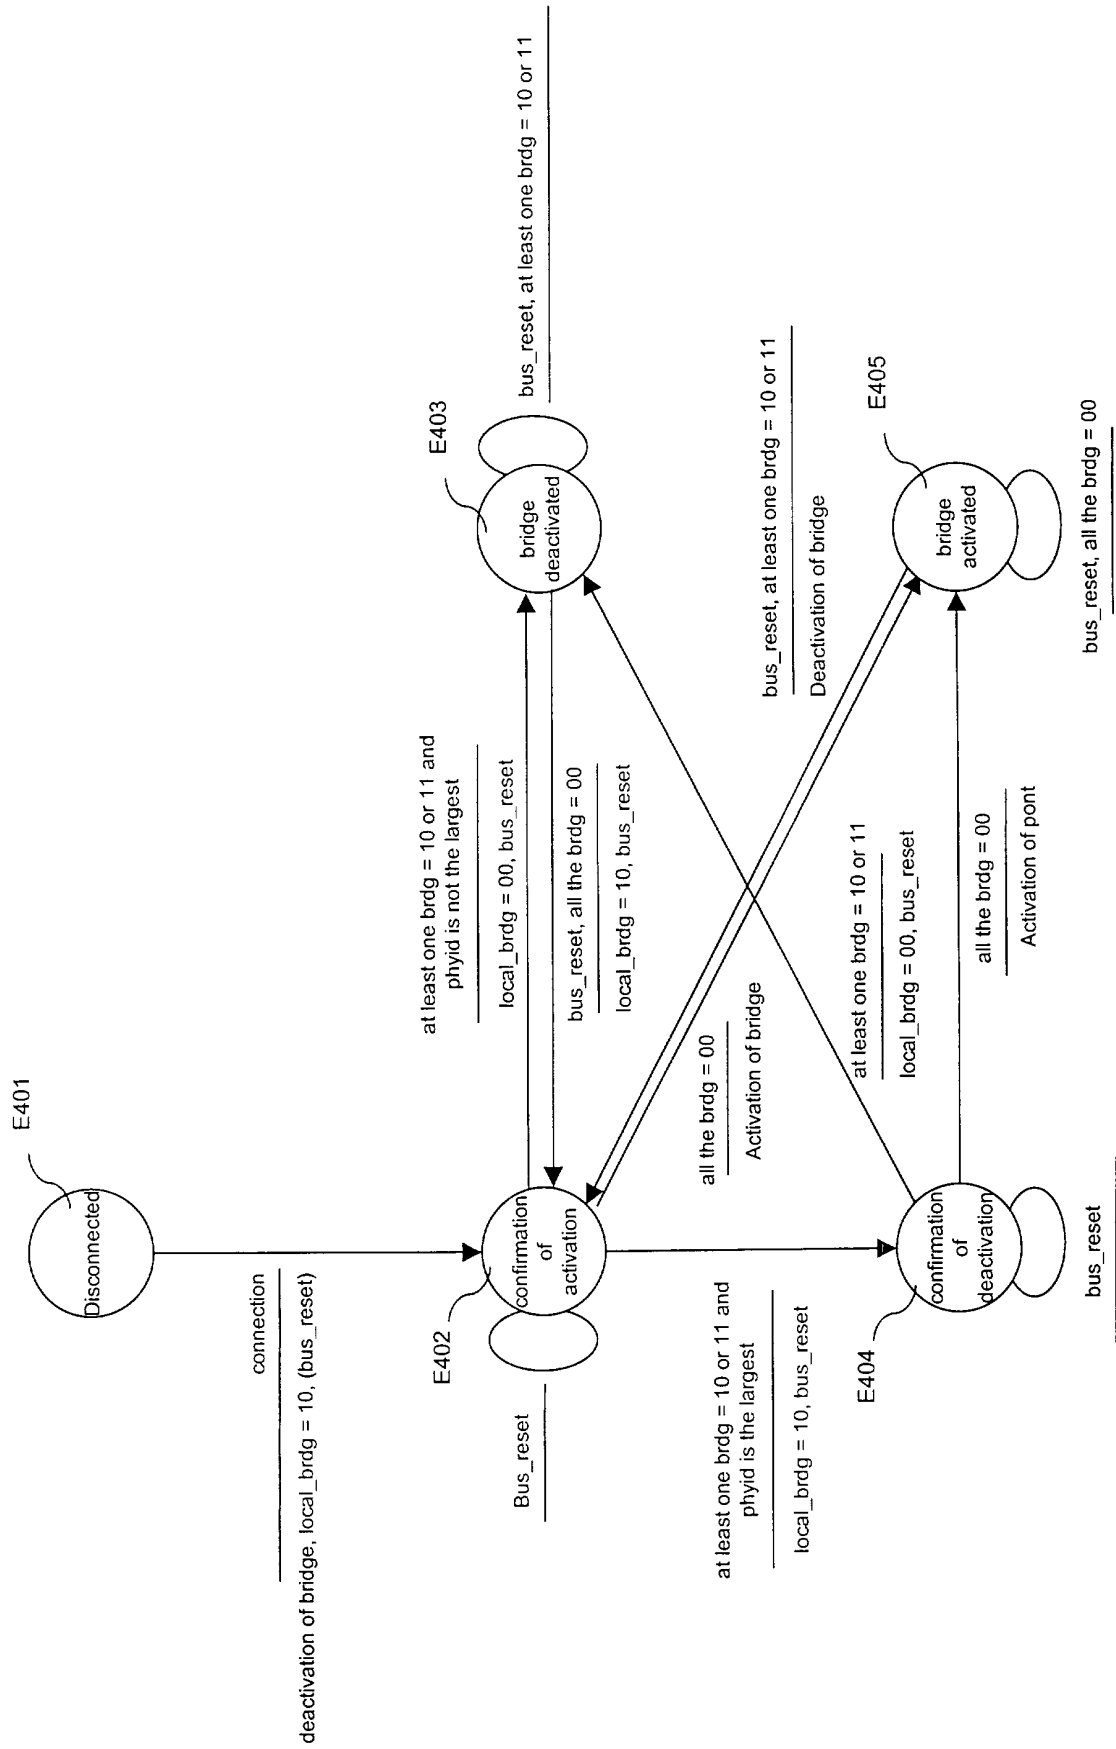 E401
Disconnected
connection
deactivation of bridge, local_brdg = 10, (bus_reset)
E402
confirmation
of
activation
Bus_reset
at least one brdg = 10 or 11 and
phyid is not the largest
local_brdg = 00, bus_reset
bus_reset, all the brdg = 00
local_brdg = 10, bus_reset
E403
bridge
deactivated
bus_reset, at least one brdg = 10 or 11
at least one brdg = 10 or 11 and
phyid is the largest
local_brdg = 10, bus_reset
all the brdg = 00
Activation of bridge
bus_reset, at least one brdg = 10 or 11
Deactivation of bridge
E404
confirmation
of
deactivation
bus_reset
at least one brdg = 10 or 11
local_brdg = 00, bus_reset
all the brdg = 00
Activation of pont
E405
bridge
activated
bus_reset, all the brdg = 00